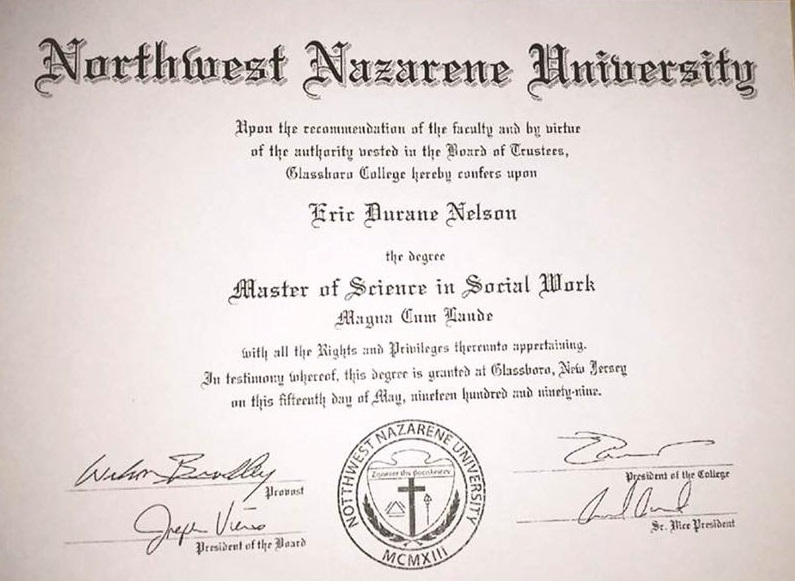 Northwest Nazarene University
Upon the recommendation of the faculty and by virtue
of the authority vested in the Board of Trustees,
Glassboro College hereby confers upon
Eric Durane Nelson
the degree
Master of Science in Social Work
Magna Cum Laude
with all the Rights and Privileges thereunto appertaining.
In testimony whereof, this degree is granted at Glassboro, New Jersey
on this fifteenth day of May, nineteen hundred and ninety-nine.
Provost
President of the Board
NOTTHWEST NAZARENE UNIVERSITY
MCMXIII
President of the College
Sr. Vice President